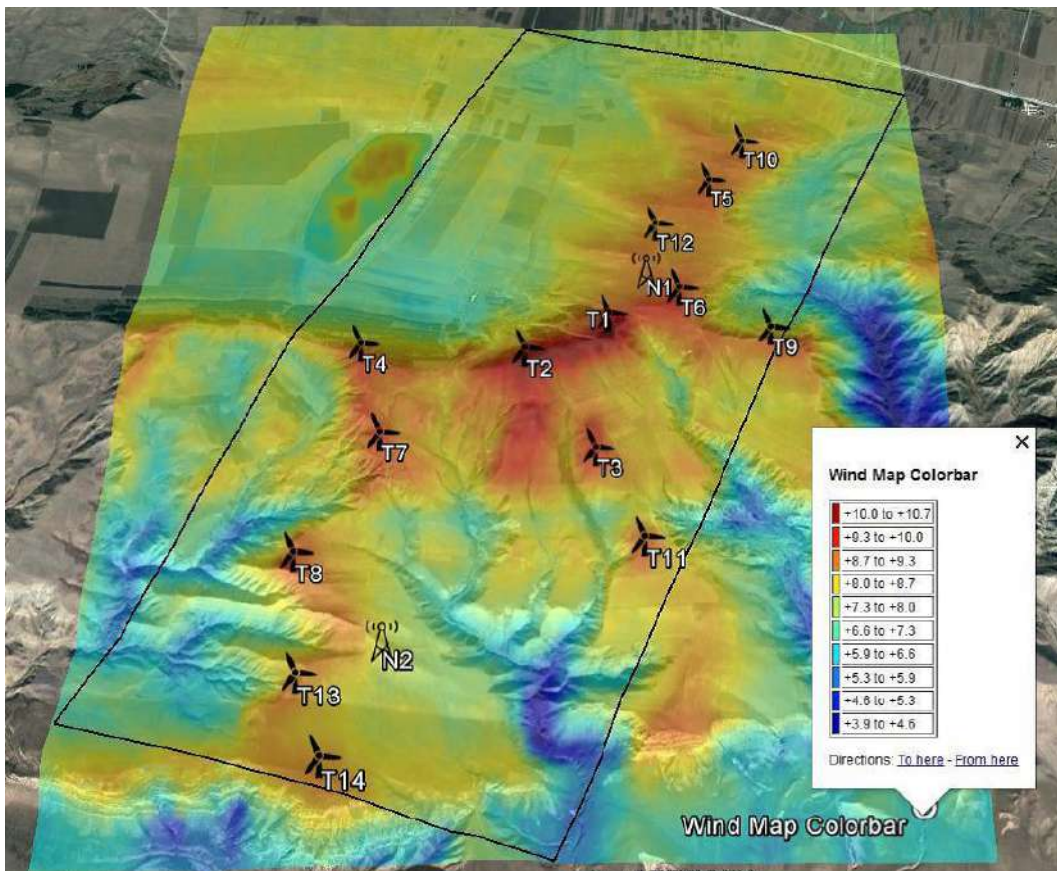 T10
T5
T12
N1
T6
T1
T9
T4
T2
T7
T3
T11
T8
N2
T13
T14
Wind Map Colorbar
+10.0 to +10.7
+9.3 to +10.0
+8.7 to +9.3
+8.0 to +8.7
+7.3 to +8.0
+6.6 to +7.3
+5.9 to +6.6
+5.3 to +5.9
+4.6 to +5.3
+3.9 to +4.6
Directions: To here - From here
Wind Map Colorbar